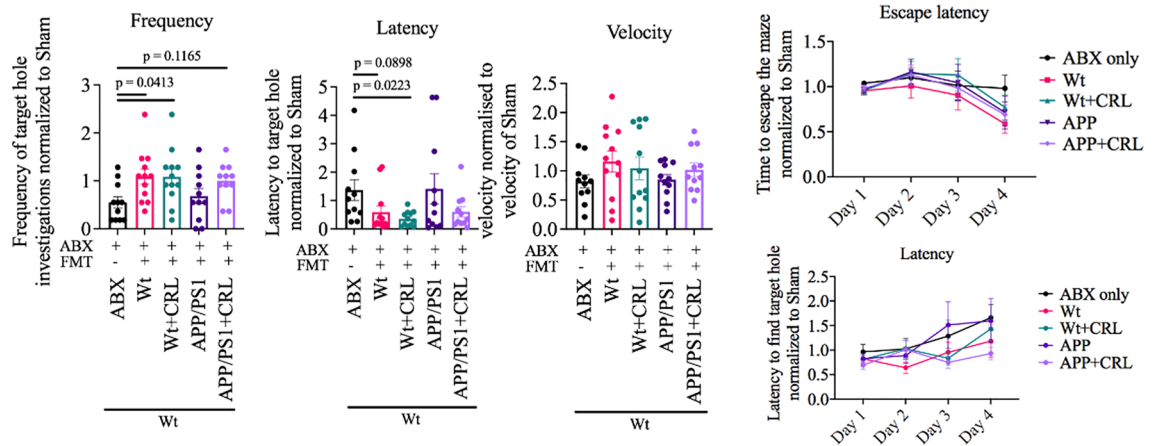 Frequency
Frequency of target hole
investigations normalized to Sham
p = 0.1165
p = 0.0413
3
2
1
0
ABX + + + + +
FMT - + + + +
ABX
Wt
Wt+CRL
APP/PS1
APP/PS1+CRL
Wt
Latency
Latency to target hole
normalized to Sham
p = 0.0898
p = 0.0223
5
4
3
2
1
0
ABX + + + + +
FMT - + + + +
ABX
Wt
Wt+CRL
APP/PS1
APP/PS1+CRL
Wt
Velocity
velocity normalised to
velocity of Sham
2.5
2.0
1.5
1.0
0.5
0.0
ABX + + + + +
FMT - + + + +
ABX
Wt
Wt+CRL
APP/PS1
APP/PS1+CRL
Wt
Escape latency
Time to escape the maze
normalized to Sham
1.5
1.0
0.5
0.0
Day 1
Day 2
Day 3
Day 4
ABX only
Wt
Wt+CRL
APP
APP+CRL
Latency
Latency to find target hole
normalized to Sham
2.5
2.0
1.5
1.0
0.5
0.0
Day 1
Day 2
Day 3
Day 4
ABX only
Wt
Wt+CRL
APP
APP+CRL